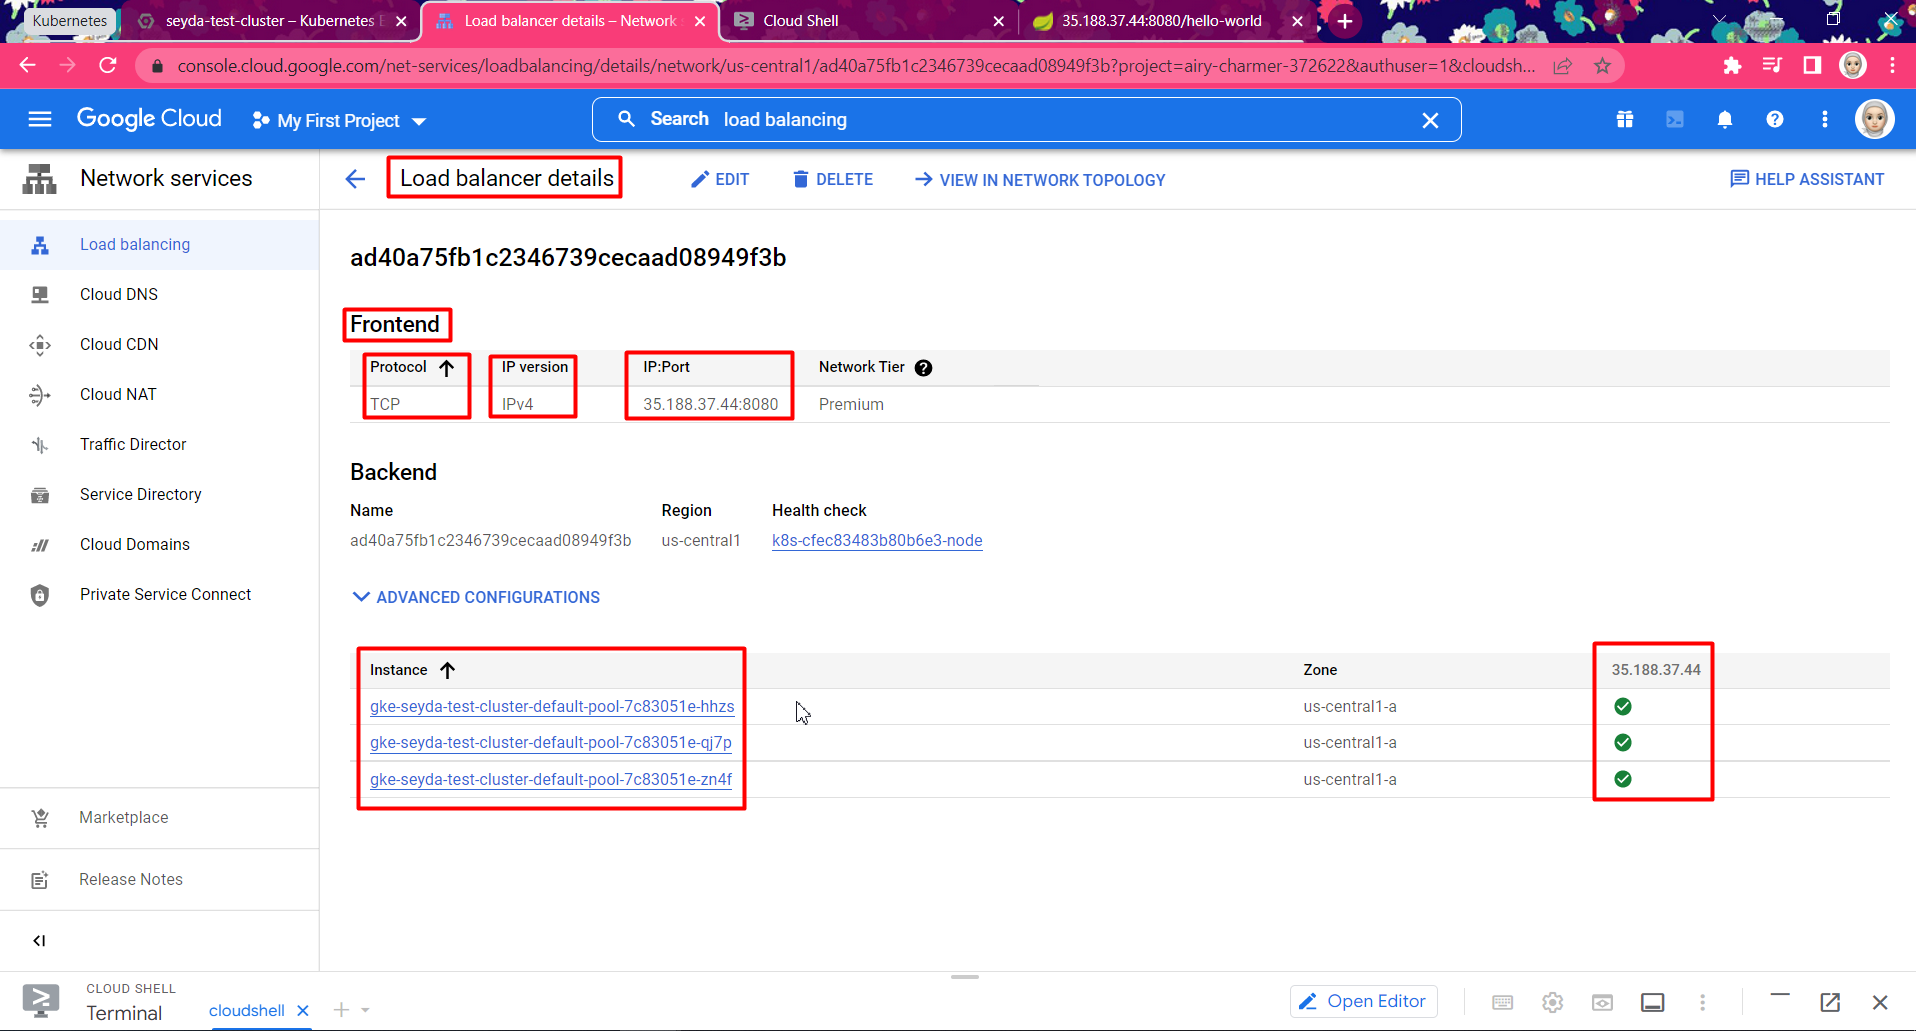 Kubernetes
seyda-test-cluster – Kubernetes E
Load balancer details – Network
Cloud Shell
35.188.37.44:8080/hello-world
console.cloud.google.com/net-services/loadbalancing/details/network/us-central1/ad40a75fb1c2346739cecaad08949f3b?project=airy-charmer-372622&authuser=1&cloudsh...
Google Cloud
My First Project
Search load balancing
Network services
Load balancer details
EDIT
DELETE
VIEW IN NETWORK TOPOLOGY
HELP ASSISTANT
Load balancing
Cloud DNS
Cloud CDN
Cloud NAT
Traffic Director
Service Directory
Cloud Domains
Private Service Connect
Marketplace
Release Notes
ad40a75fb1c2346739cecaad08949f3b
Frontend
Protocol IP version IP:Port Network Tier
TCP IPv4 35.188.37.44:8080 Premium
Backend
Name Region Health check
ad40a75fb1c2346739cecaad08949f3b us-central1 k8s-cfec83483b80b6e3-node
ADVANCED CONFIGURATIONS
Instance Zone 35.188.37.44
gke-seyda-test-cluster-default-pool-7c83051e-hhzs us-central1-a
gke-seyda-test-cluster-default-pool-7c83051e-qj7p us-central1-a
gke-seyda-test-cluster-default-pool-7c83051e-zn4f us-central1-a
CLOUD SHELL
Terminal
cloudshell
Open Editor